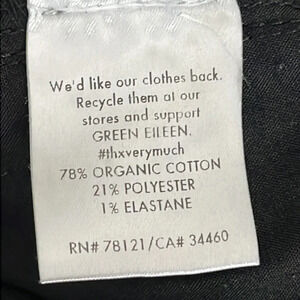 We'd like our clothes back.
Recycle them at our
stores and support
GREEN EILEEN.
#thxverymuch
78% ORGANIC COTTON
21% POLYESTER
1% ELASTANE
RN# 78121/CA# 34460